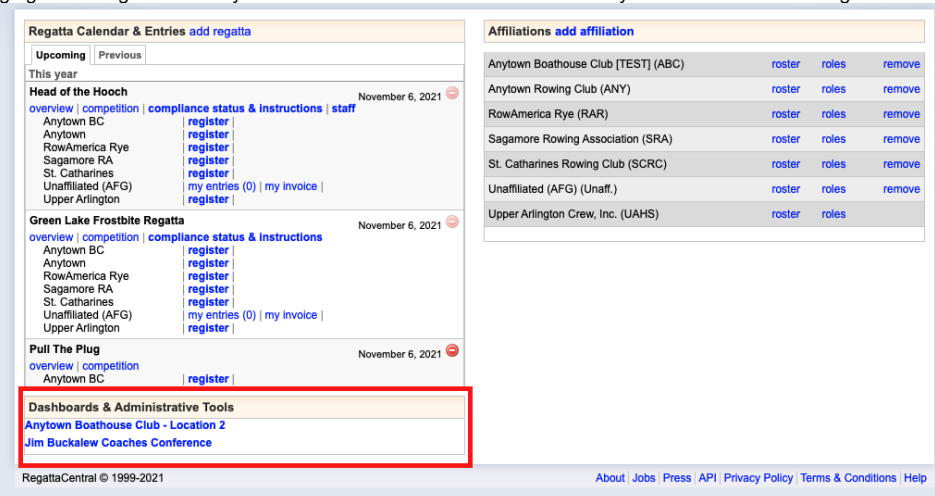 Regatta Calendar & Entries add regatta
Upcoming Previous
This year
Head of the Hooch November 6, 2021
overview | competition | compliance status & instructions | staff
Anytown BC | register |
Anytown | register |
RowAmerica Rye | register |
Sagamore RA | register |
St. Catharines | register |
Unaffiliated (AFG) | my entries (0) | my invoice |
Upper Arlington | register |
Green Lake Frostbite Regatta November 6, 2021
overview | competition | compliance status & instructions
Anytown BC | register |
Anytown | register |
RowAmerica Rye | register |
Sagamore RA | register |
St. Catharines | register |
Unaffiliated (AFG) | my entries (0) | my invoice |
Upper Arlington | register |
Pull The Plug November 6, 2021
overview | competition
Anytown BC | register |
Dashboards & Administrative Tools
Anytown Boathouse Club - Location 2
Jim Buckalew Coaches Conference
Affiliations add affiliation
Anytown Boathouse Club [TEST] (ABC) roster roles remove
Anytown Rowing Club (ANY) roster roles remove
RowAmerica Rye (RAR) roster roles remove
Sagamore Rowing Association (SRA) roster roles remove
St. Catharines Rowing Club (SCRC) roster roles remove
Unaffiliated (AFG) (Unaff.) roster roles remove
Upper Arlington Crew, Inc. (UAHS) roster roles
RegattaCentral © 1999-2021
About | Jobs | Press | API | Privacy Policy | Terms & Conditions | Help